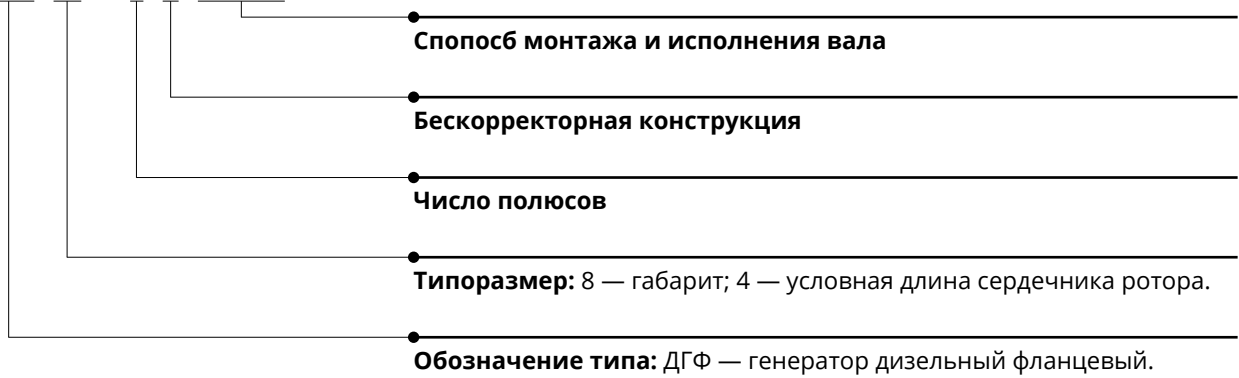 Спопосб монтажа и исполнения вала
Бескорректорная конструкция
Число полюсов
Типоразмер: 8 — габарит; 4 — условная длина сердечника ротора.
Обозначение типа: ДГФ — генератор дизельный фланцевый.